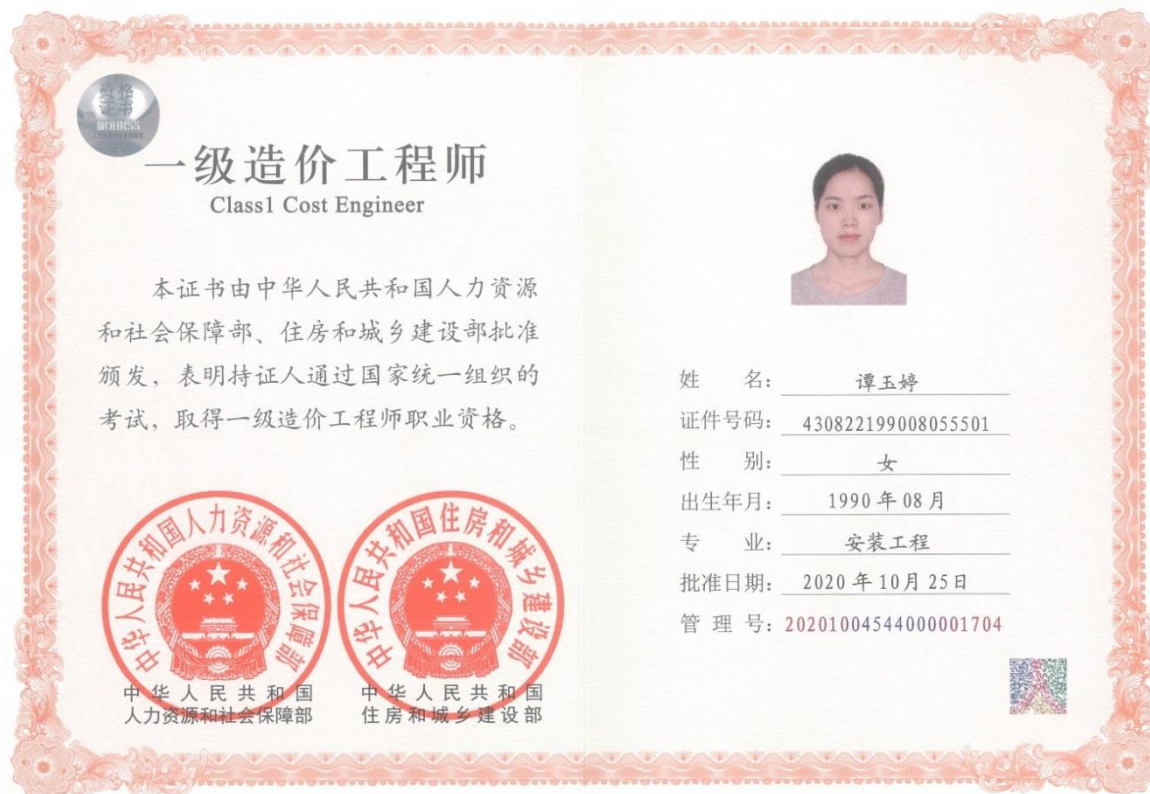 资格
证书
MOHRSS
一级造价工程师
Class1 Cost Engineer
本证书由中华人民共和国人力资源
和社会保障部、住房和城乡建设部批准
颁发，表明持证人通过国家统一组织的
考试，取得一级造价工程师职业资格。
中华人民共和国人力资源和社会保障部
中华人民共和国住房和城乡建设部
中华人民共和国
人力资源和社会保障部
中华人民共和国
住房和城乡建设部
姓 名： 谭玉婷
证件号码： 430822199008055501
性 别： 女
出生年月： 1990年08月
专 业： 安装工程
批准日期： 2020年10月25日
管 理 号：20201004544000001704